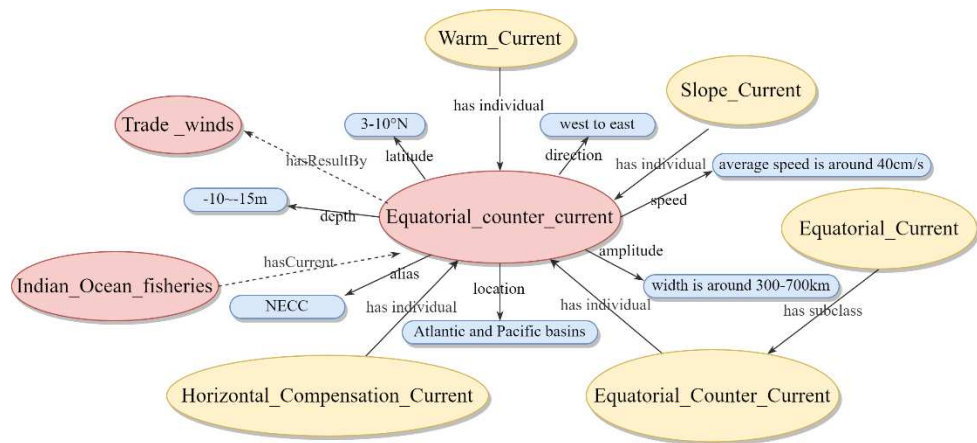 Warm_Current
Slope_Current
has individual
3-10°N
west to east
Trade _winds
latitude
direction
hasResultBy
has individual
average speed is around 40cm/s
-10~-15m
depth
Equatorial_counter_current
speed
Equatorial_Current
amplitude
hasCurrent
Indian_Ocean_fisheries
alias
location
width is around 300-700km
NECC
has individual
has individual
has subclass
Atlantic and Pacific basins
Horizontal_Compensation_Current
Equatorial_Counter_Current